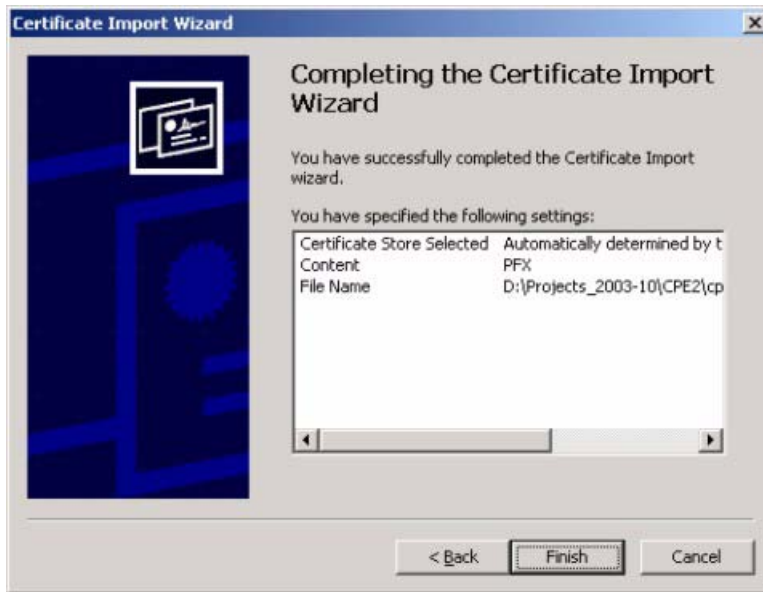 Certificate Import Wizard
Completing the Certificate Import
Wizard
You have successfully completed the Certificate Import
wizard.
You have specified the following settings:
Certificate Store Selected Automatically determined by t
Content PFX
File Name D:\Projects_2003-10\CPE2\cp
< Back Finish Cancel